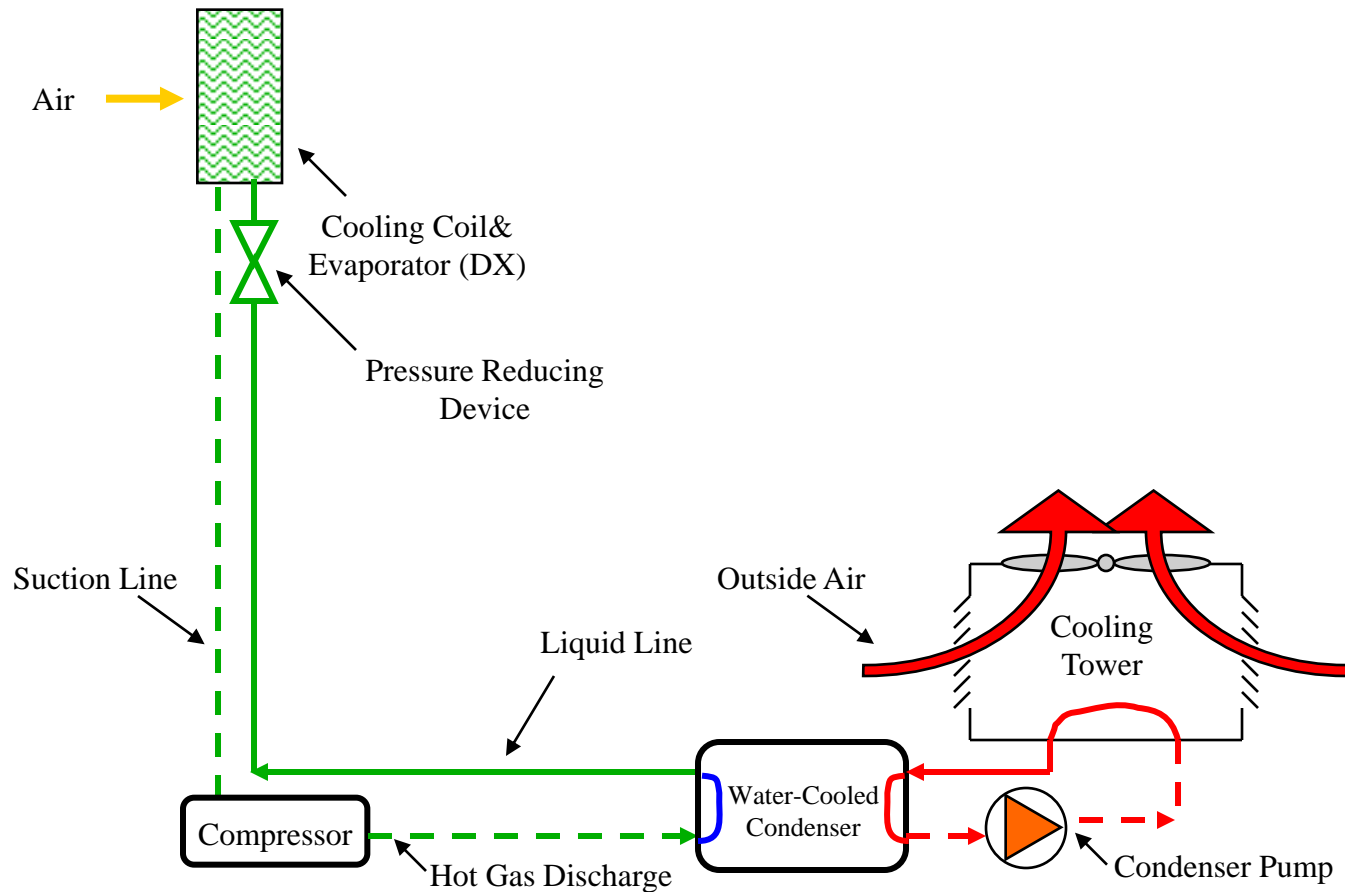 Air
Cooling Coil&
Evaporator (DX)
Pressure Reducing
Device
Suction Line
Outside Air
Cooling
Tower
Liquid Line
Water-Cooled
Condenser
Compressor
Hot Gas Discharge
Condenser Pump